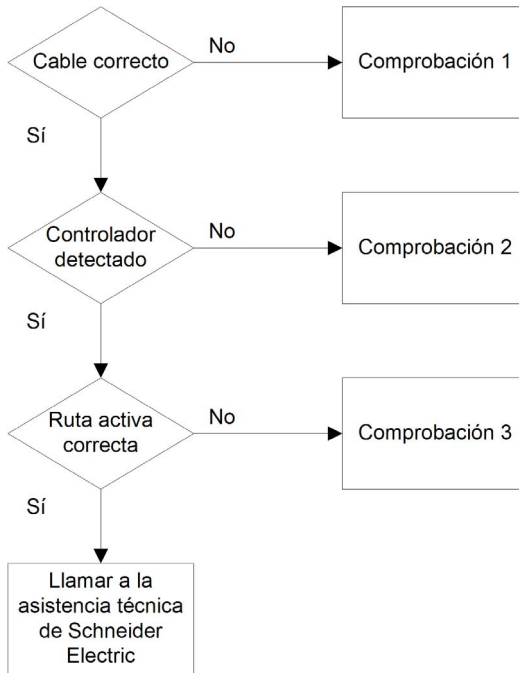 Cable correcto
No
Comprobación 1
Sí
Controlador
detectado
No
Comprobación 2
Sí
Ruta activa
correcta
No
Comprobación 3
Sí
Llamar a la
asistencia técnica
de Schneider
Electric